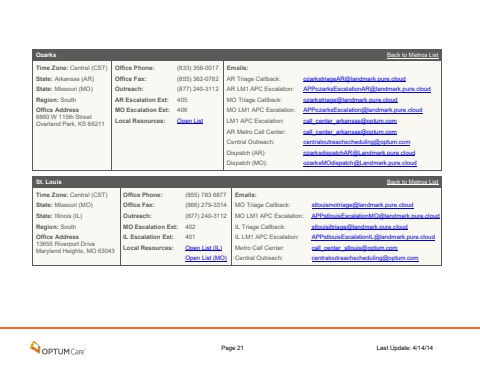 Ozarks Back to Metros List
Time Zone: Central (CST) Office Phone: (833) 358-0017 Emails:
State: Arkansas (AR) Office Fax: (855) 362-0782 AR Triage Callback: ozarkstriageAR@landmark.pure.cloud
State: Missouri (MO) Outreach: (877) 240-3112 AR LM1 APC Escalation: APPozarksEscalationAR@landmark.pure.cloud
Region: South AR Escalation Ext: 405 MO Triage Callback: ozarkstriage@landmark.pure.cloud
Office Address MO Escalation Ext: 406 MO LM1 APC Escalation: APPozarksEscalation@landmark.pure.cloud
6860 W 115th Street Local Resources: Open List LM1 APC Escalation: call_center_arkansas@optum.com
Overland Park, KS 66211
AR Metro Call Center: call_center_arkansas@optum.com
Central Outreach: centraloutreachscheduling@optum.com
Dispatch (AR): ozarksdispatchAR@Landmark.pure.cloud
Dispatch (MO): ozarksMOdispatch@Landmark.pure.cloud
St. Louis Back to Metros List
Time Zone: Central (CST) Office Phone: (855) 783 6877 Emails:
State: Missouri (MO) Office Fax: (866) 279-3314 MO Triage Callback: stlouismotriage@landmark.pure.cloud
State: Illinois (IL) Outreach: (877) 240-3112 MO LM1 APC Escalation: APPstlouisEscalationMO@landmark.pure.cloud
Region: South MO Escalation Ext: 402 IL Triage Callback: stlouisiltriage@landmark.pure.cloud
Office Address IL Escalation Ext: 401 IL LM1 APC Escalation: APPstlouisEscalationIL@landmark.pure.cloud
13655 Riverport Drive Local Resources: Open List (IL) Metro Call Center: call_center_stlouis@optum.com
Maryland Heights, MO 63043 Open List (MO) Central Outreach: centraloutreachscheduling@optum.com
OPTUMCare Page 21 Last Update: 4/14/14